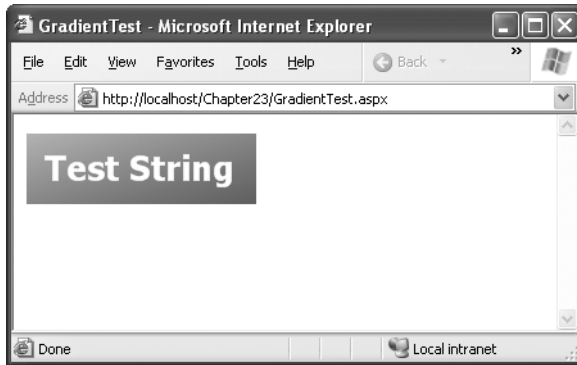 GradientTest - Microsoft Internet Explorer
File Edit View Favorites Tools Help Back »
Address http://localhost/Chapter23/GradientTest.aspx
Test String
Done Local intranet